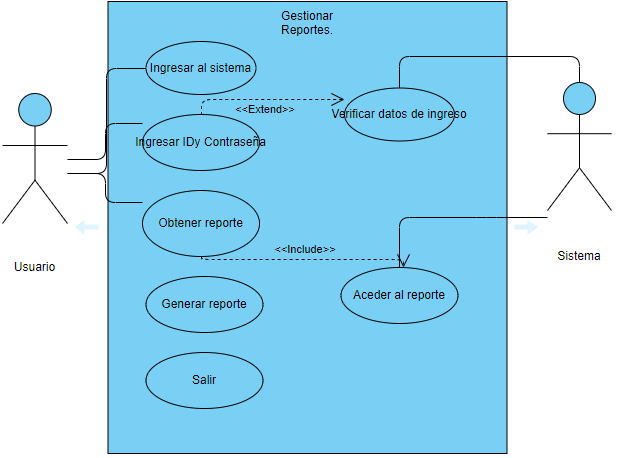 Gestionar
Reportes.
Ingresar al sistema
<<Extend>>
Verificar datos de ingreso
Ingresar IDy Contraseña
Obtener reporte
<<Include>>
Usuario
Sistema
Generar reporte
Aceder al reporte
Salir